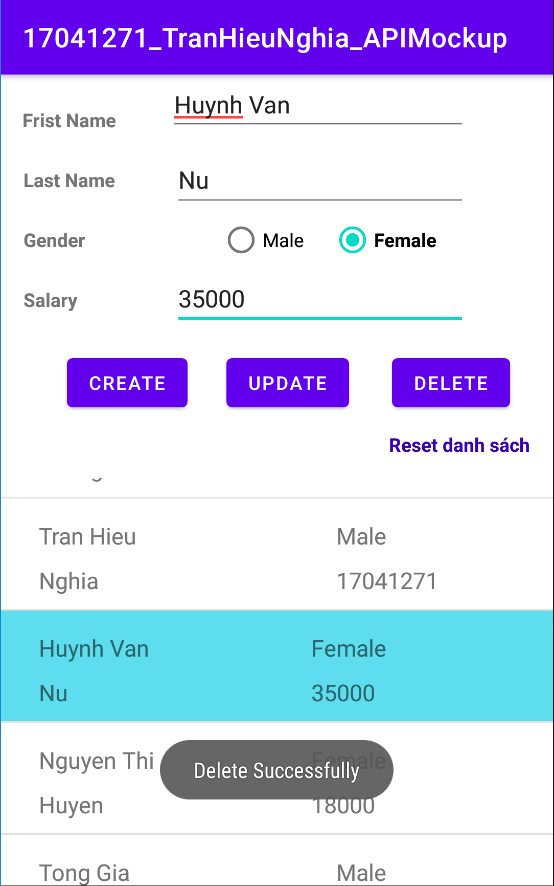 17041271_TranHieuNghia_APIMockup
Frist Name Huynh Van
Last Name Nu
Gender Male Female
Salary 35000
CREATE UPDATE DELETE
Reset danh sách
Tran Hieu Male
Nghia 17041271
Huynh Van Female
Nu 35000
Nguyen Thi Female
Delete Successfully
Huyen 18000
Tong Gia Male